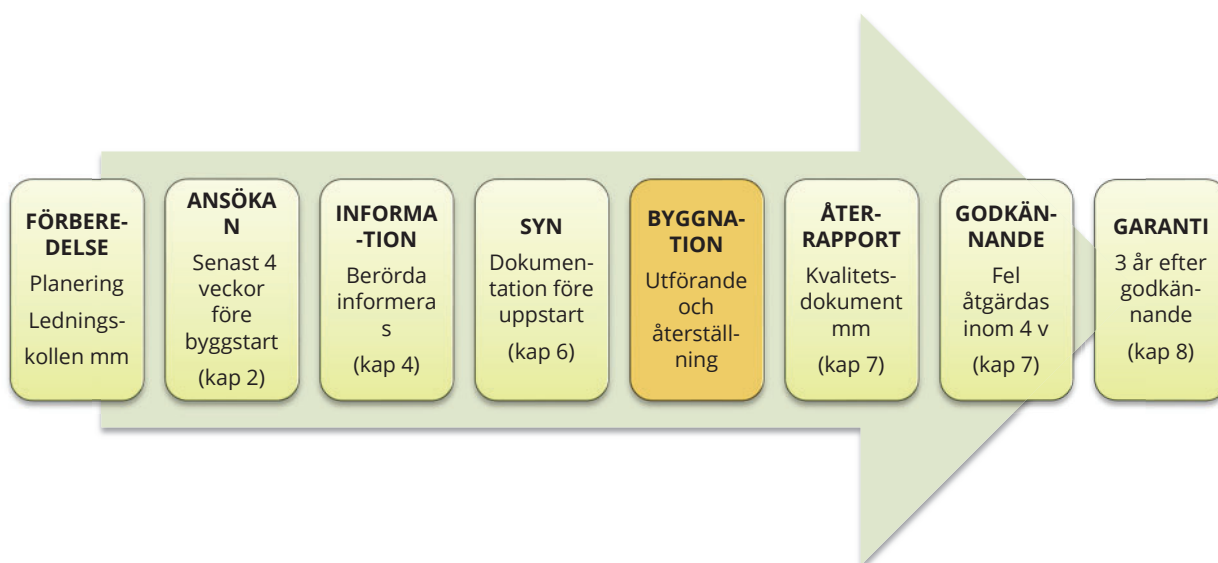 FÖRBERE-
DELSE
Planering
Lednings-
kollen mm
ANSÖKA
N
Senast 4
veckor
före
byggstart
(kap 2)
INFORMA
-TION
Berörda
informera
s
(kap 4)
SYN
Dokumen-
tation före
uppstart
(kap 6)
BYGGNA-
TION
Utförande
och
återställ-
ning
ÅTER-
RAPPORT
Kvalitets-
dokument
mm
(kap 7)
GODKÄN-
NANDE
Fel
åtgärdas
inom 4 v
(kap 7)
GARANTI
3 år efter
godkän-
nande
(kap 8)